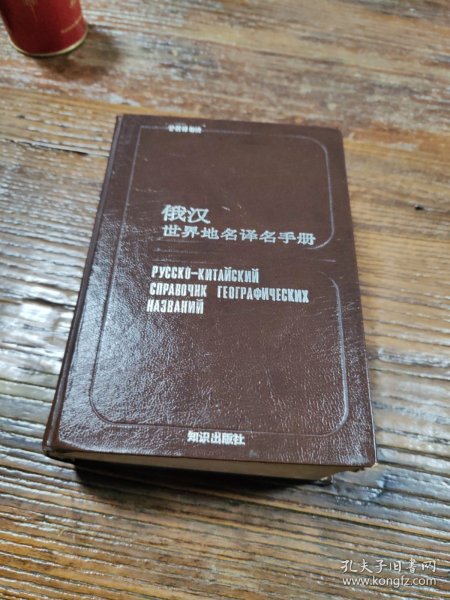 俄汉
世界地名译名手册
РУССКО-КИТАЙСКИЙ
СПРАВОЧНИК ГЕОГРАФИЧЕСКИХ
НАЗВАНИЙ
知识出版社
孔夫子旧书网
www.kongfz.com